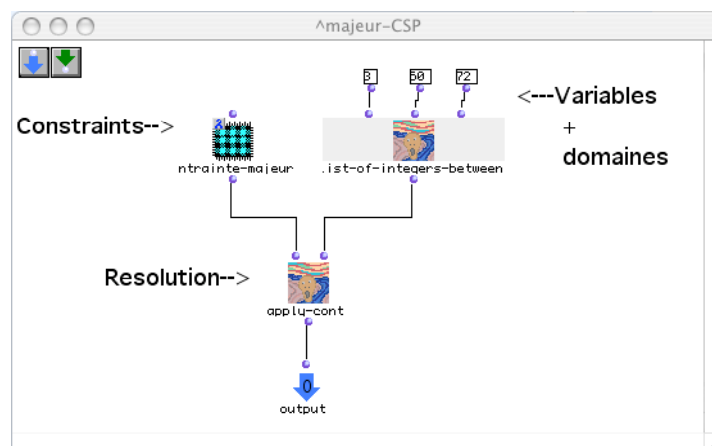 ^majeur-CSP
3 50 72
<---Variables
+
domaines
Constraints-->
ntrainte-majeur
.ist-of-integers-between
Resolution-->
apply-cont
0
output